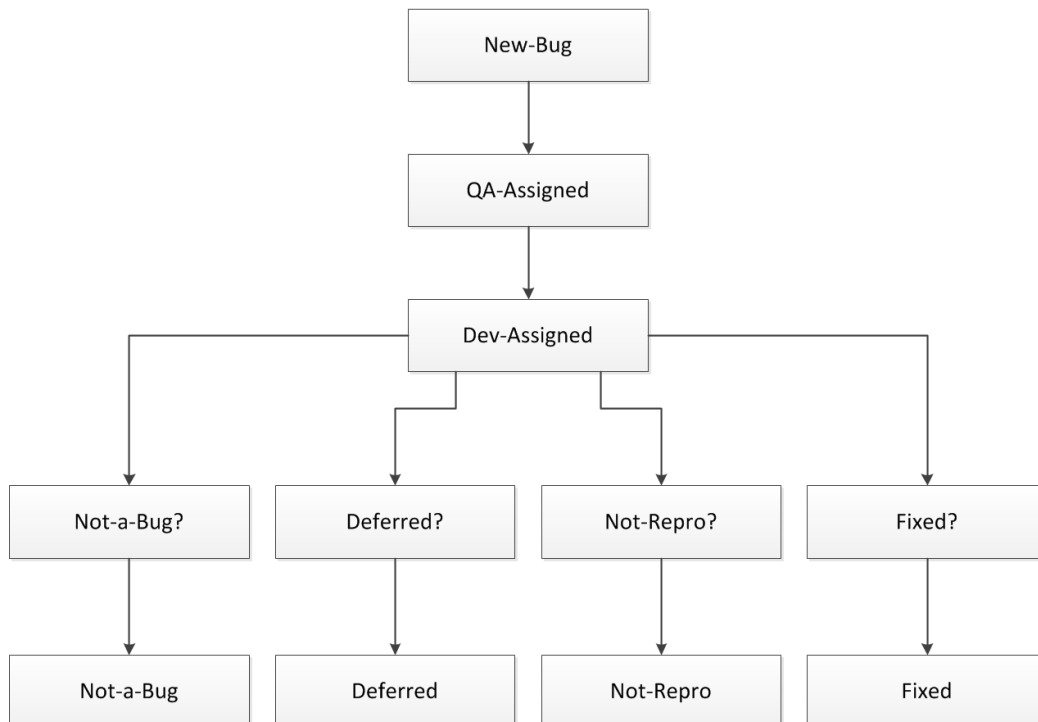 New-Bug
QA-Assigned
Dev-Assigned
Not-a-Bug?
Deferred?
Not-Repro?
Fixed?
Not-a-Bug
Deferred
Not-Repro
Fixed